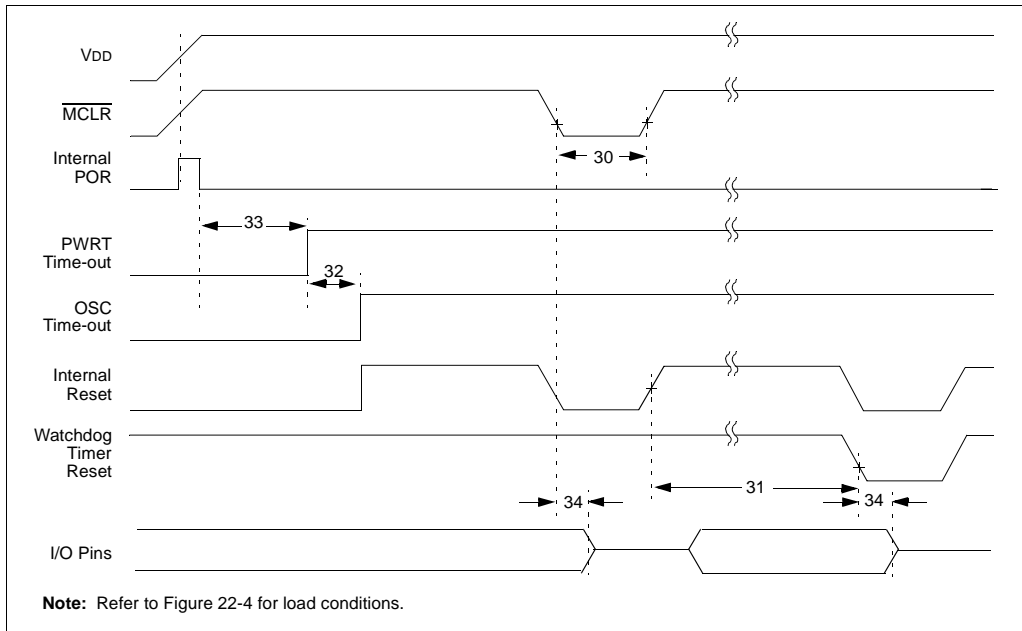 VDD
MCLR
30
Internal
POR
33
PWRT
Time-out
32
OSC
Time-out
Internal
Reset
Watchdog
Timer
Reset
31
34
34
I/O Pins
Note: Refer to Figure 22-4 for load conditions.